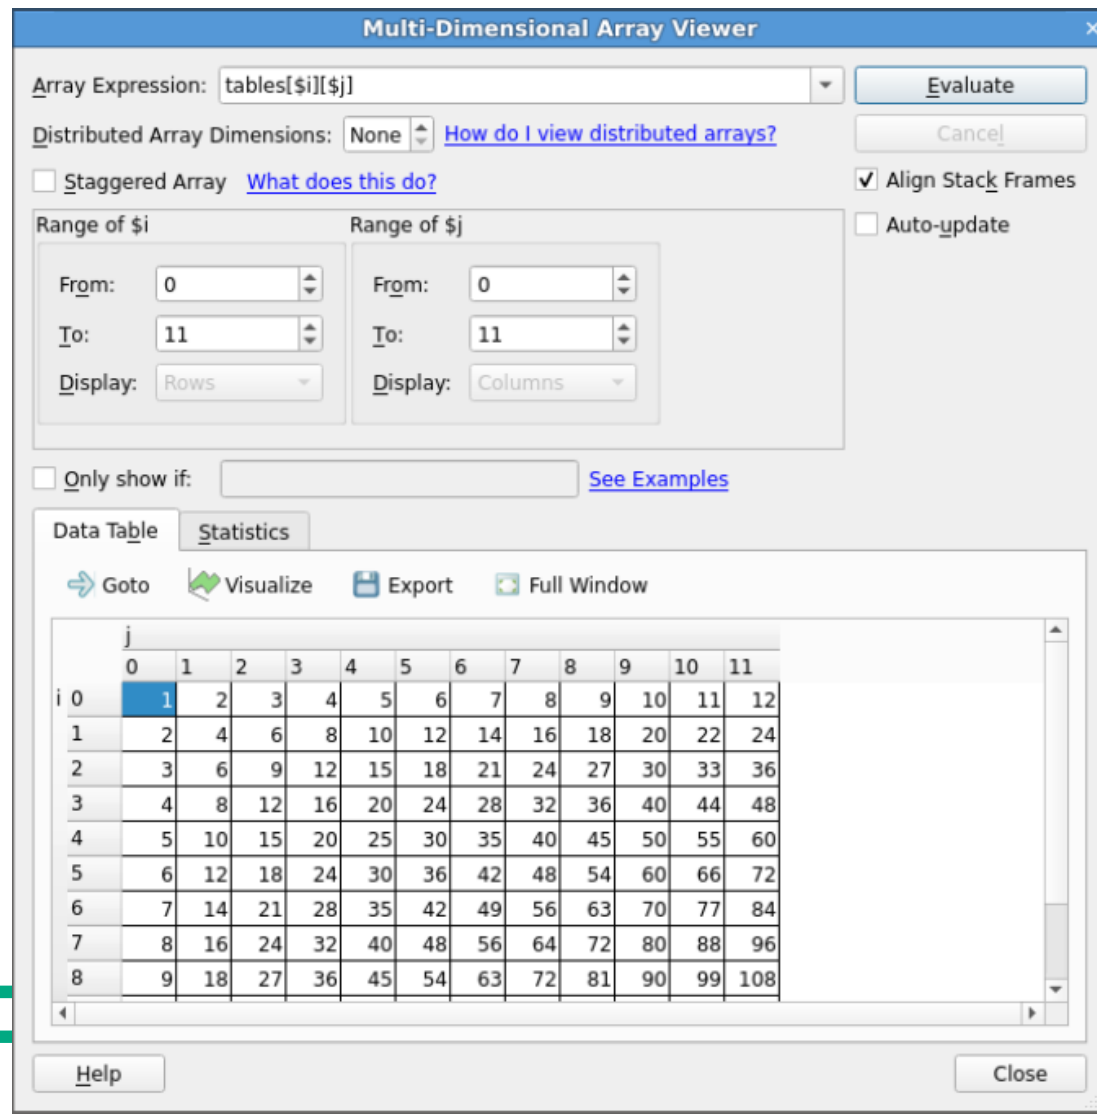 Multi-Dimensional Array Viewer
Array Expression: tables[$i][$j] Evaluate
Distributed Array Dimensions: None How do I view distributed arrays? Cancel
Staggered Array What does this do? Align Stack Frames
Range of $i Range of $j Auto-update
From: 0 From: 0
To: 11 To: 11
Display: Rows Display: Columns
Only show if: See Examples
Data Table Statistics
Goto Visualize Export Full Window
j
0 1 2 3 4 5 6 7 8 9 10 11
i 0 1 2 3 4 5 6 7 8 9 10 11 12
1 2 4 6 8 10 12 14 16 18 20 22 24
2 3 6 9 12 15 18 21 24 27 30 33 36
3 4 8 12 16 20 24 28 32 36 40 44 48
4 5 10 15 20 25 30 35 40 45 50 55 60
5 6 12 18 24 30 36 42 48 54 60 66 72
6 7 14 21 28 35 42 49 56 63 70 77 84
7 8 16 24 32 40 48 56 64 72 80 88 96
8 9 18 27 36 45 54 63 72 81 90 99 108
Help Close